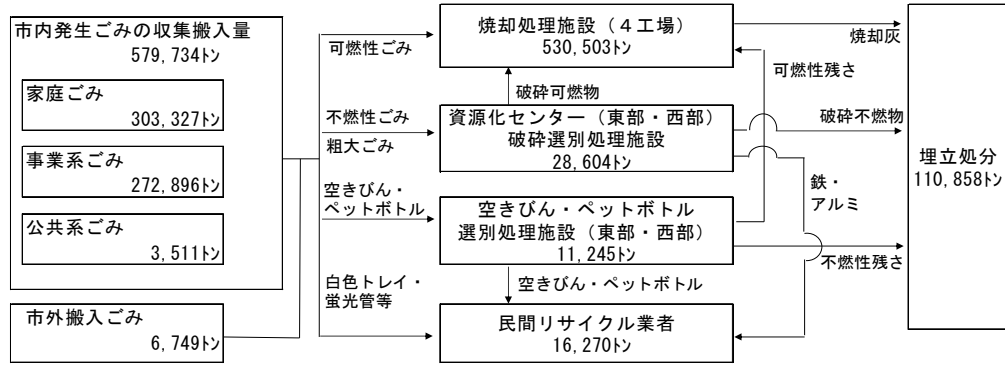 市内発生ごみの収集搬入量
579,734トン
家庭ごみ
303,327トン
事業系ごみ
272,896トン
公共系ごみ
3,511トン
市外搬入ごみ
6,749トン
可燃性ごみ
不燃性ごみ
粗大ごみ
空きびん・
ペットボトル
白色トレイ・
蛍光管等
焼却処理施設（４工場）
530,503トン
破砕可燃物
資源化センター（東部・西部）
破砕選別処理施設
28,604トン
空きびん・ペットボトル
選別処理施設（東部・西部）
11,245トン
空きびん・ペットボトル
民間リサイクル業者
16,270トン
焼却灰
可燃性残さ
破砕不燃物
鉄・
アルミ
不燃性残さ
埋立処分
110,858トン